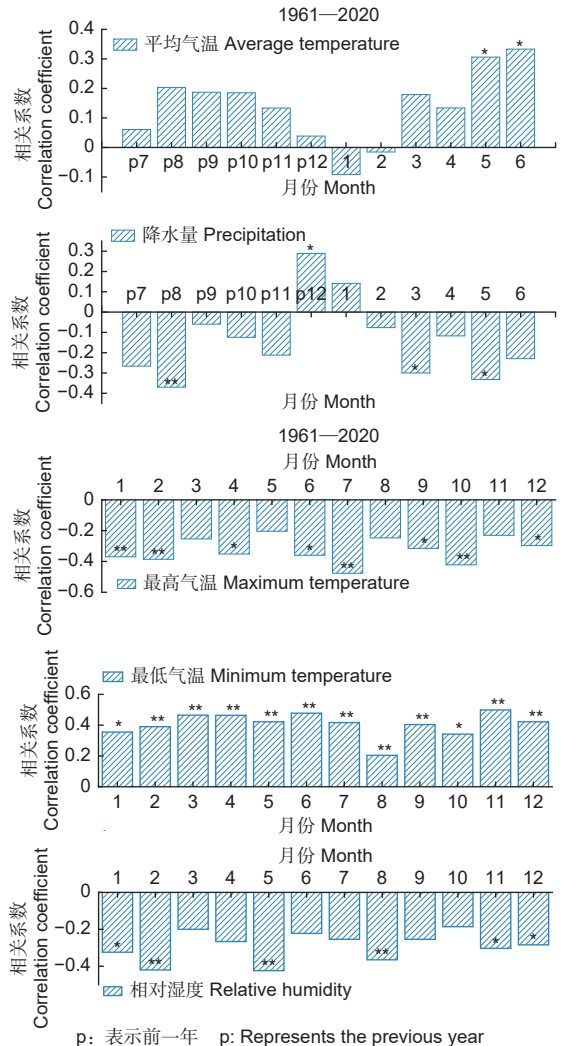 1961—2020
平均气温 Average temperature
相关系数
Correlation coefficient
0.4
0.3
0.2
0.1
0
−0.1
p7 p8 p9 p10 p11 p12 1 2 3 4 5 6
* *
月份 Month
降水量 Precipitation
相关系数
Correlation coefficient
0.3
0.2
0.1
0
−0.1
−0.2
−0.3
−0.4
*
p7 p8 p9 p10 p11 p12 1 2 3 4 5 6
** * *
月份 Month
1961—2020
月份 Month
1 2 3 4 5 6 7 8 9 10 11 12
相关系数
Correlation coefficient
0
−0.2
−0.4
−0.6
** ** * * ** * ** *
最高气温 Maximum temperature
最低气温 Minimum temperature
相关系数
Correlation coefficient
0.6
0.4
0.2
0
* ** ** ** ** ** ** ** ** * ** **
1 2 3 4 5 6 7 8 9 10 11 12
月份 Month
月份 Month
1 2 3 4 5 6 7 8 9 10 11 12
相关系数
Correlation coefficient
0
−0.2
−0.4
* ** ** ** * *
相对湿度 Relative humidity
p：表示前一年 p: Represents the previous year